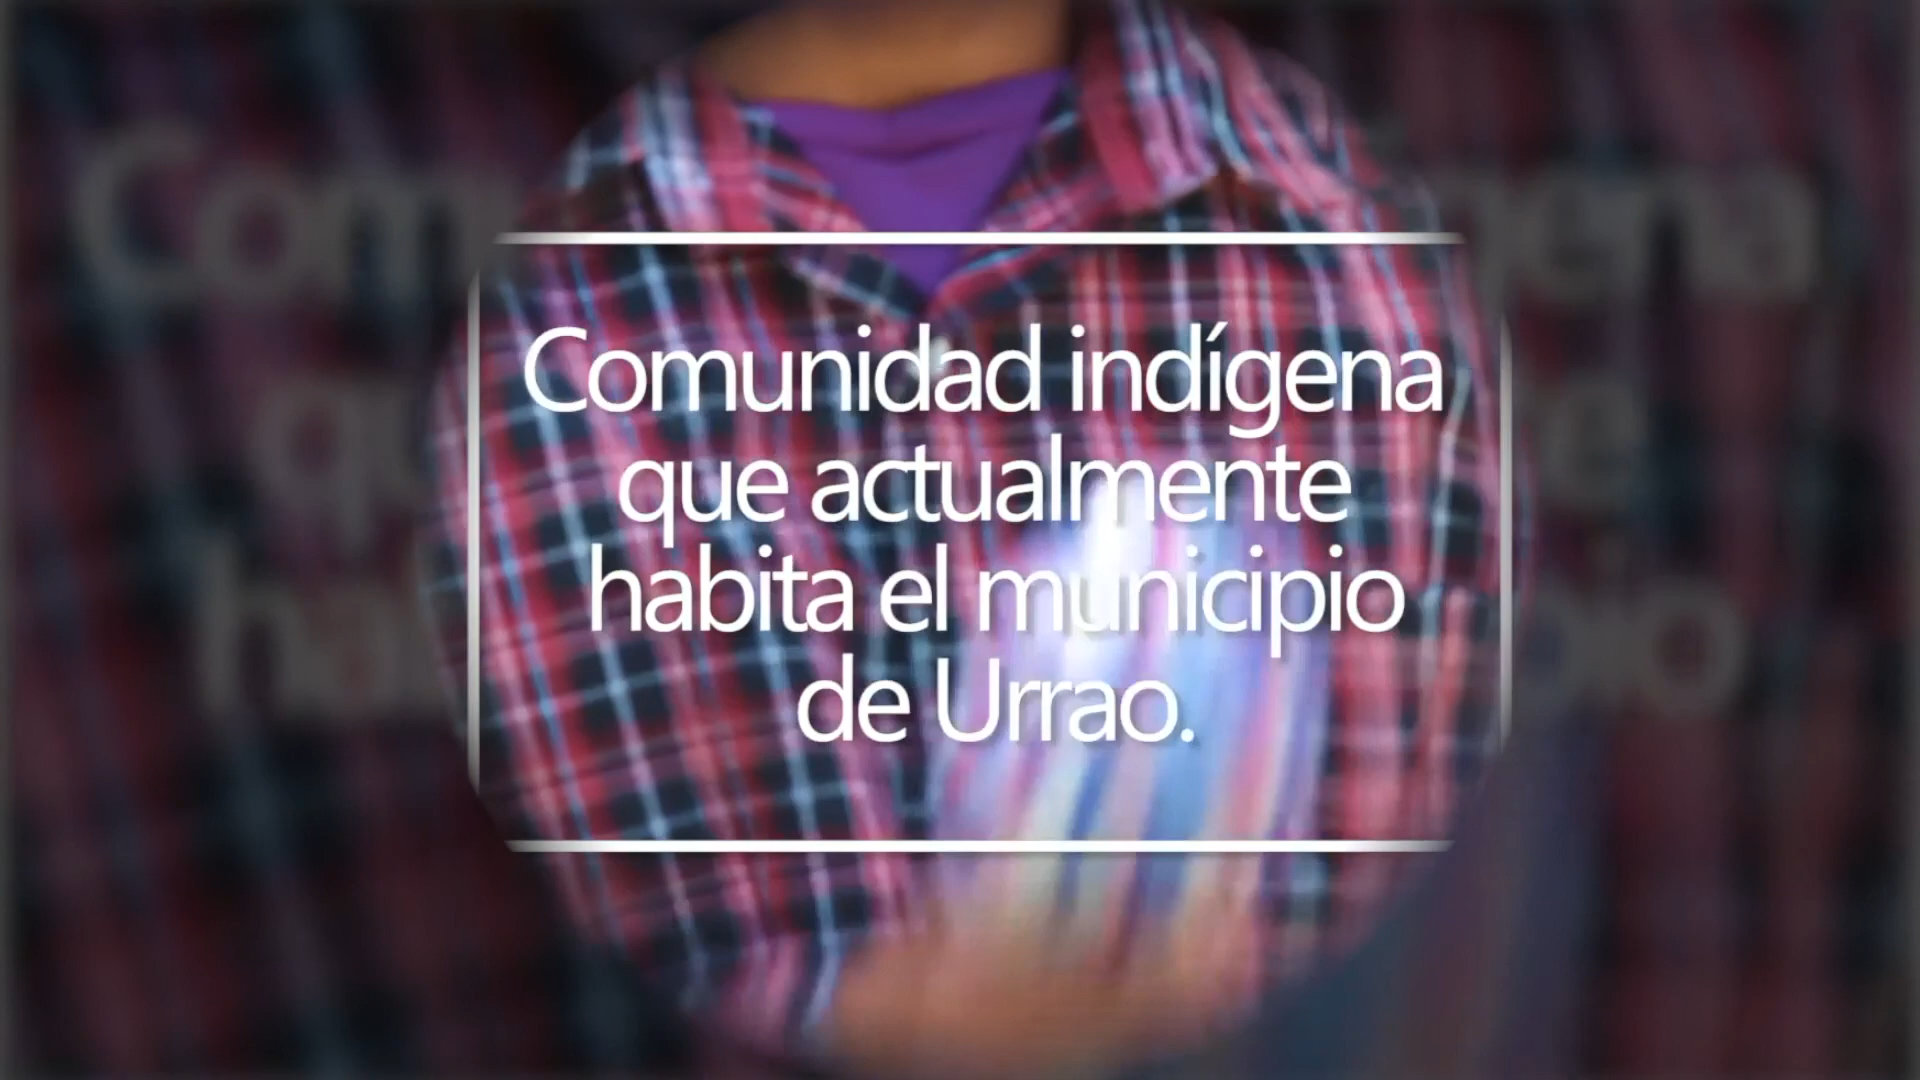 Comunidad indígena
que actualmente
habita el municipio
de Urrao.